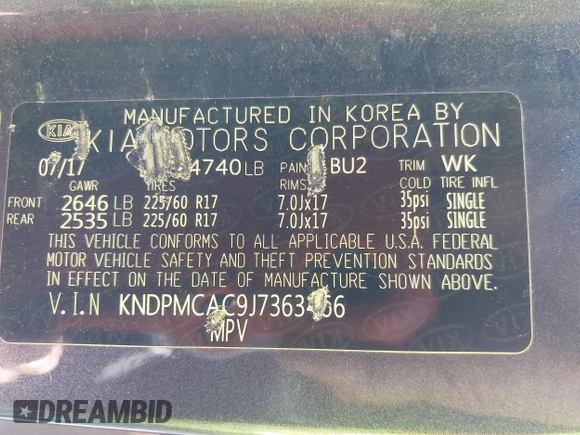 MANUFACTURED IN KOREA BY
KIA MOTORS CORPORATION
07/17 4740 LB BU2 TRIM WK
GAWR TIRES RIMS COLD TIRE INFL
FRONT 2646 LB 225/60 R17 7.0Jx17 35psi SINGLE
REAR 2535 LB 225/60 R17 7.0Jx17 35psi SINGLE
THIS VEHICLE CONFORMS TO ALL APPLICABLE U.S.A. FEDERAL
MOTOR VEHICLE SAFETY AND THEFT PREVENTION STANDARDS
IN EFFECT ON THE DATE OF MANUFACTURE SHOWN ABOVE.
V.I.N
MPV
DREAMBID